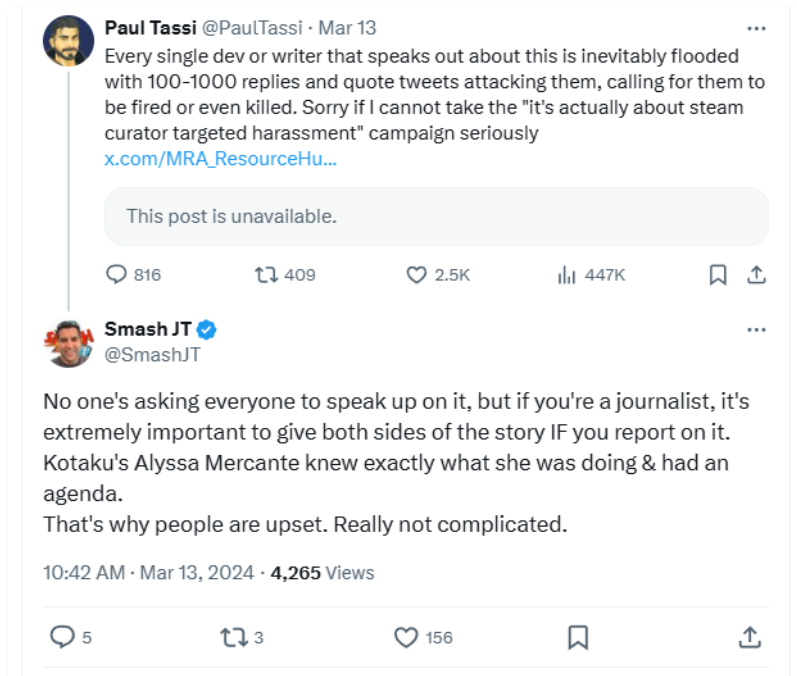 Paul Tassi @PaulTassi · Mar 13
Every single dev or writer that speaks out about this is inevitably flooded
with 100-1000 replies and quote tweets attacking them, calling for them to
be fired or even killed. Sorry if I cannot take the "it's actually about steam
curator targeted harassment" campaign seriously
x.com/MRA_ResourceHu...
This post is unavailable.
816 409 2.5K 447K
Smash JT
@SmashJT
No one's asking everyone to speak up on it, but if you're a journalist, it's
extremely important to give both sides of the story IF you report on it.
Kotaku's Alyssa Mercante knew exactly what she was doing & had an
agenda.
That's why people are upset. Really not complicated.
10:42 AM · Mar 13, 2024 · 4,265 Views
5 3 156